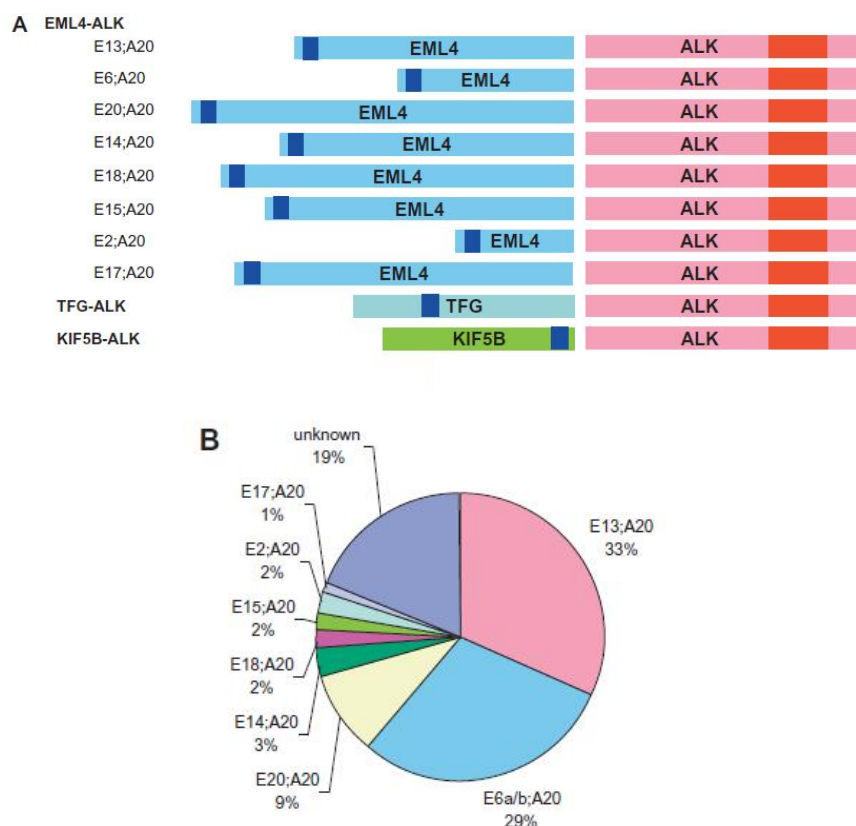 A EML4-ALK
E13;A20 EML4 ALK
E6;A20 EML4 ALK
E20;A20 EML4 ALK
E14;A20 EML4 ALK
E18;A20 EML4 ALK
E15;A20 EML4 ALK
E2;A20 EML4 ALK
E17;A20 EML4 ALK
TFG-ALK TFG ALK
KIF5B-ALK KIF5B ALK
B
unknown
19%
E17;A20
1%
E2;A20
2%
E15;A20
2%
E18;A20
2%
E14;A20
3%
E20;A20
9%
E6a/b;A20
29%
E13;A20
33%